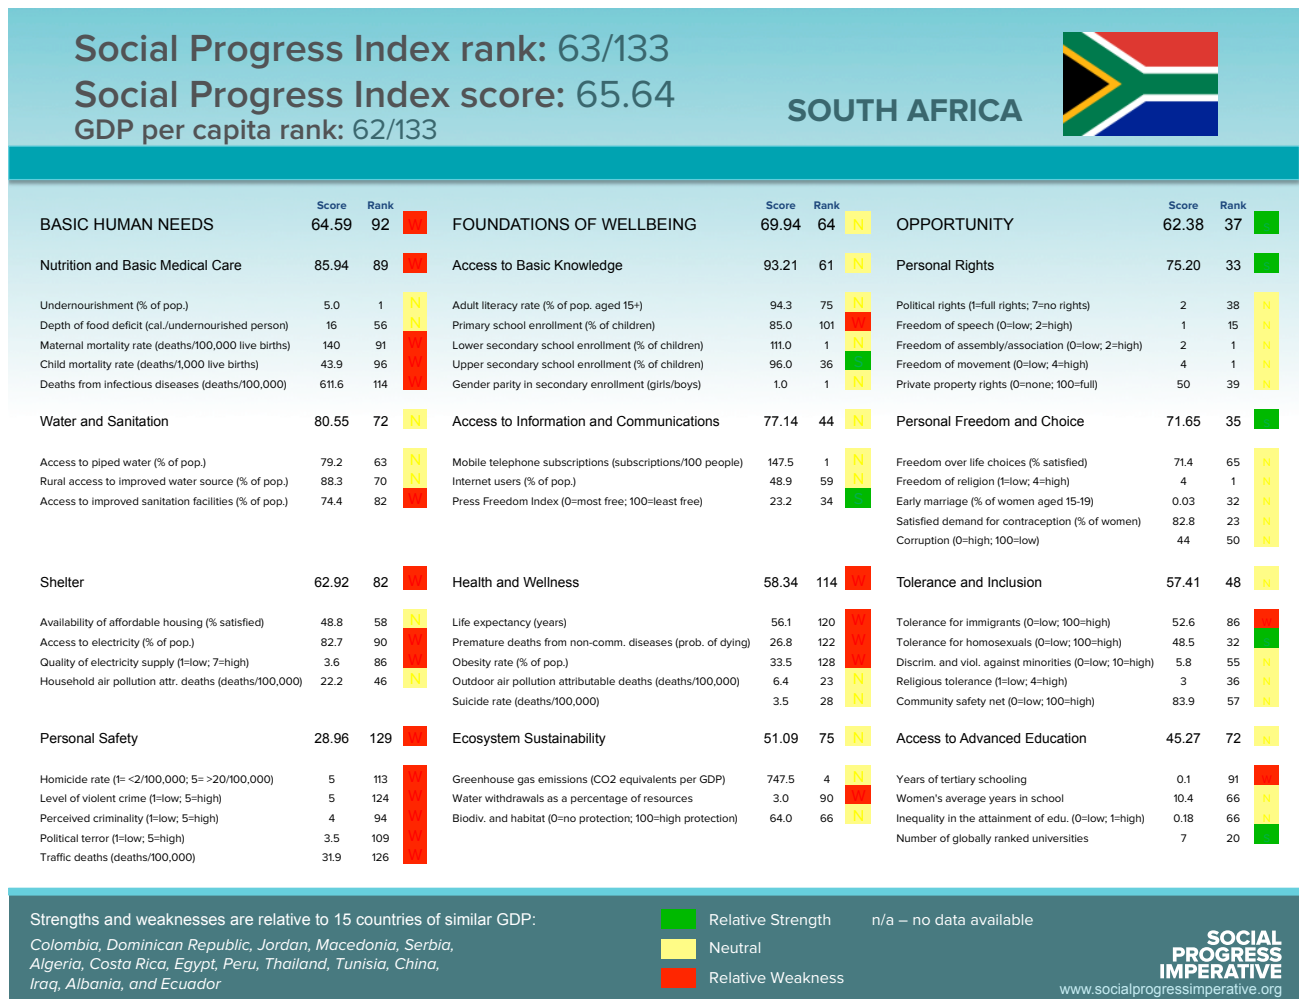 Social Progress Index rank: 63/133
Social Progress Index score: 65.64
GDP per capita rank: 62/133
SOUTH AFRICA
Score Rank
BASIC HUMAN NEEDS 64.59 92 W
Nutrition and Basic Medical Care 85.94 89 W
Undernourishment (% of pop.) 5.0 1 N
Depth of food deficit (cal./undernourished person) 16 56 N
Maternal mortality rate (deaths/100,000 live births) 140 91 W
Child mortality rate (deaths/1,000 live births) 43.9 96 W
Deaths from infectious diseases (deaths/100,000) 611.6 114 W
Water and Sanitation 80.55 72 N
Access to piped water (% of pop.) 79.2 63 N
Rural access to improved water source (% of pop.) 88.3 70 N
Access to improved sanitation facilities (% of pop.) 74.4 82 W
Shelter 62.92 82 W
Availability of affordable housing (% satisfied) 48.8 58 N
Access to electricity (% of pop.) 82.7 90 W
Quality of electricity supply (1=low; 7=high) 3.6 86 W
Household air pollution attr. deaths (deaths/100,000) 22.2 46 N
Personal Safety 28.96 129 W
Homicide rate (1= <2/100,000; 5= >20/100,000) 5 113 W
Level of violent crime (1=low; 5=high) 5 124 W
Perceived criminality (1=low; 5=high) 4 94 W
Political terror (1=low; 5=high) 3.5 109 W
Traffic deaths (deaths/100,000) 31.9 126 W
Score Rank
FOUNDATIONS OF WELLBEING 69.94 64 N
Access to Basic Knowledge 93.21 61 N
Adult literacy rate (% of pop. aged 15+) 94.3 75 N
Primary school enrollment (% of children) 85.0 101 W
Lower secondary school enrollment (% of children) 111.0 1 N
Upper secondary school enrollment (% of children) 96.0 36
Gender parity in secondary enrollment (girls/boys) 1.0 1 N
Access to Information and Communications 77.14 44 N
Mobile telephone subscriptions (subscriptions/100 people) 147.5 1 N
Internet users (% of pop.) 48.9 59 N
Press Freedom Index (0=most free; 100=least free) 23.2 34
Health and Wellness 58.34 114 W
Life expectancy (years) 56.1 120 W
Premature deaths from non-comm. diseases (prob. of dying) 26.8 122 W
Obesity rate (% of pop.) 33.5 128 W
Outdoor air pollution attributable deaths (deaths/100,000) 6.4 23 N
Suicide rate (deaths/100,000) 3.5 28 N
Ecosystem Sustainability 51.09 75 N
Greenhouse gas emissions (CO2 equivalents per GDP) 747.5 4 N
Water withdrawals as a percentage of resources 3.0 90 W
Biodiv. and habitat (0=no protection; 100=high protection) 64.0 66 N
Score Rank
OPPORTUNITY 62.38 37
Personal Rights 75.20 33
Political rights (1=full rights; 7=no rights) 2 38 N
Freedom of speech (0=low; 2=high) 1 15 N
Freedom of assembly/association (0=low; 2=high) 2 1 N
Freedom of movement (0=low; 4=high) 4 1 N
Private property rights (0=none; 100=full) 50 39 N
Personal Freedom and Choice 71.65 35
Freedom over life choices (% satisfied) 71.4 65 N
Freedom of religion (1=low; 4=high) 4 1 N
Early marriage (% of women aged 15-19) 0.03 32 N
Satisfied demand for contraception (% of women) 82.8 23 N
Corruption (0=high; 100=low) 44 50 N
Tolerance and Inclusion 57.41 48 N
Tolerance for immigrants (0=low; 100=high) 52.6 86 W
Tolerance for homosexuals (0=low; 100=high) 48.5 32
Discrim. and viol. against minorities (0=low; 10=high) 5.8 55 N
Religious tolerance (1=low; 4=high) 3 36 N
Community safety net (0=low; 100=high) 83.9 57 N
Access to Advanced Education 45.27 72 N
Years of tertiary schooling 0.1 91 W
Women's average years in school 10.4 66 N
Inequality in the attainment of edu. (0=low; 1=high) 0.18 66 N
Number of globally ranked universities 7 20
Strengths and weaknesses are relative to 15 countries of similar GDP:
Colombia, Dominican Republic, Jordan, Macedonia, Serbia,
Algeria, Costa Rica, Egypt, Peru, Thailand, Tunisia, China,
Iraq, Albania, and Ecuador
Relative Strength
Neutral
Relative Weakness
n/a – no data available
SOCIAL
PROGRESS
IMPERATIVE
www.socialprogressimperative.org